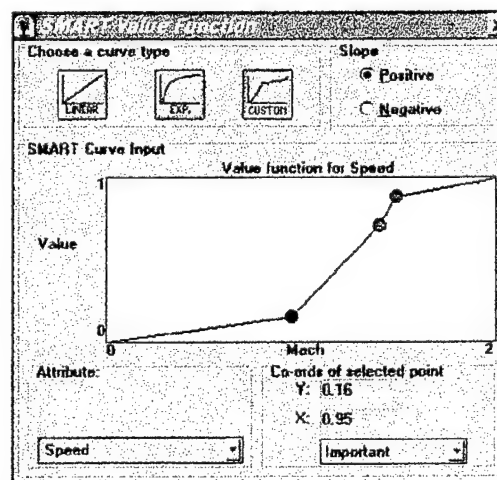 SMART Value Function
Choose a curve type
LINEAR
EXP.
CUSTOM
Slope
Positive
Negative
SMART Curve Input
Value function for Speed
1
Value
0
0
Mach
2
Attribute:
Speed
Co-ords of selected point
Y: 0.16
X: 0.95
Important